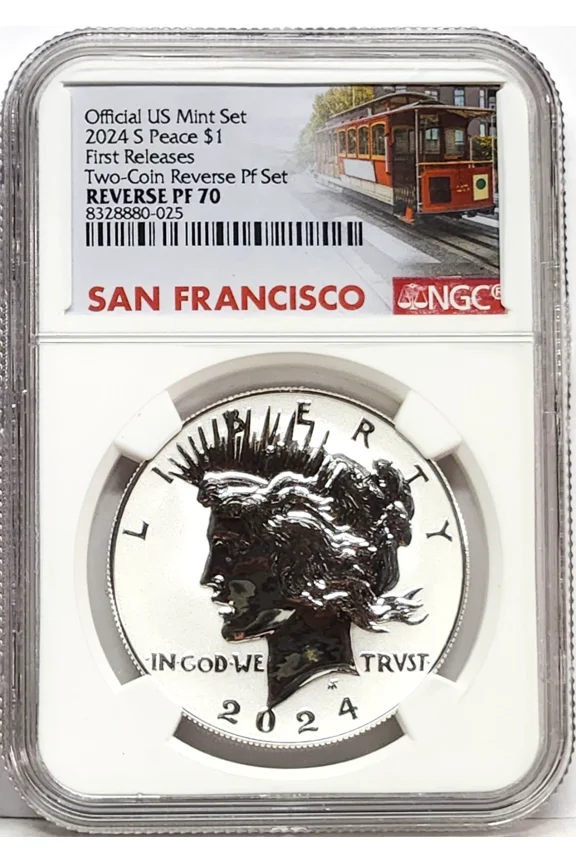 Official US Mint Set
2024 S Peace $1
First Releases
Two-Coin Reverse Pf Set
REVERSE PF 70
8328880-025
SAN FRANCISCO
NGC®
LIBERTY
·IN·GOD·WE TRVST·
2024